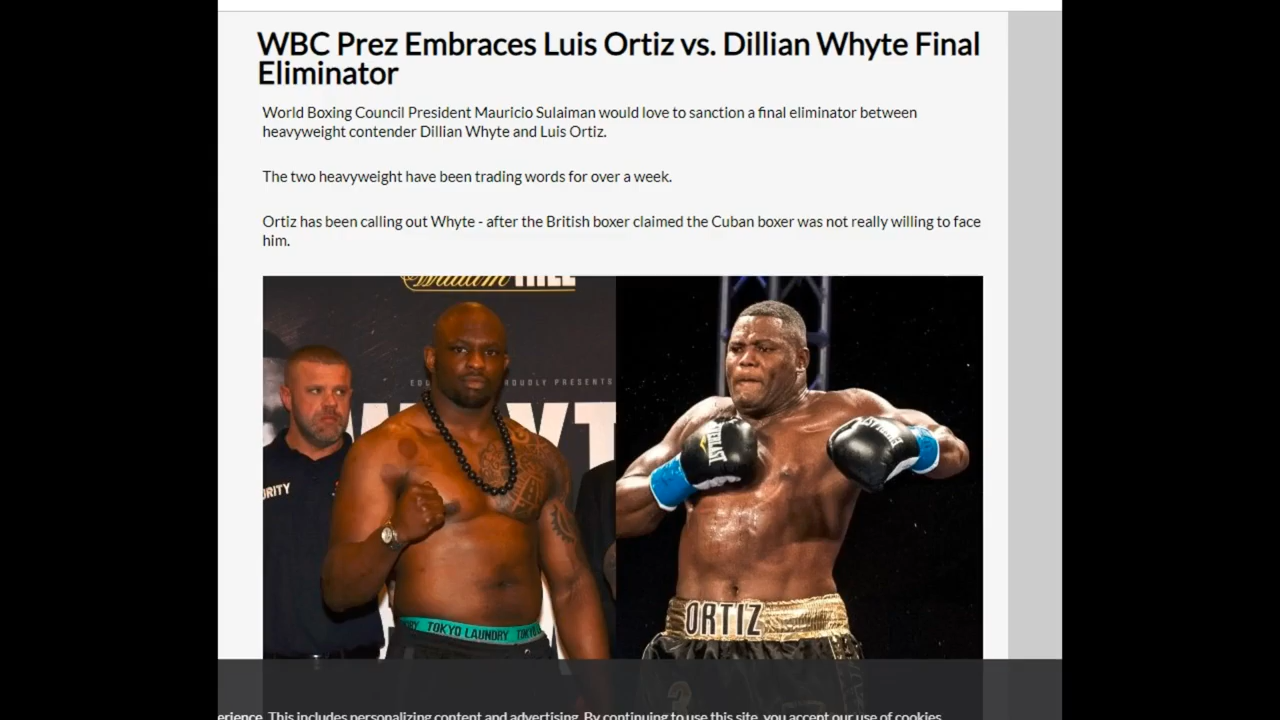 WBC Prez Embraces Luis Ortiz vs. Dillian Whyte Final
Eliminator
World Boxing Council President Mauricio Sulaiman would love to sanction a final eliminator between
heavyweight contender Dillian Whyte and Luis Ortiz.
The two heavyweight have been trading words for over a week.
Ortiz has been calling out Whyte - after the British boxer claimed the Cuban boxer was not really willing to face
him.
EVERLAST
EVERLAST
ORTIZ
TOKYO LAUNDRY
erience. This includes personalizing content and advertising. By continuing to use this site, you accept our use of cookies,